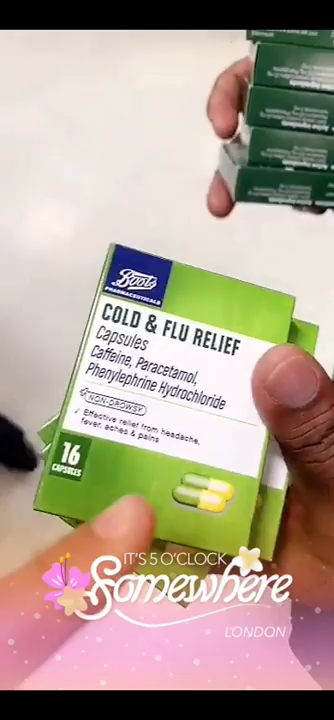 Boots
PHARMACEUTICALS
COLD & FLU RELIEF
Capsules
Caffeine, Paracetamol,
Phenylephrine Hydrochloride
NON-DROWSY
✓ Effective relief from headache,
fever, aches & pains
16
CAPSULES
IT'S 5 O'CLOCK
Somewhere
LONDON